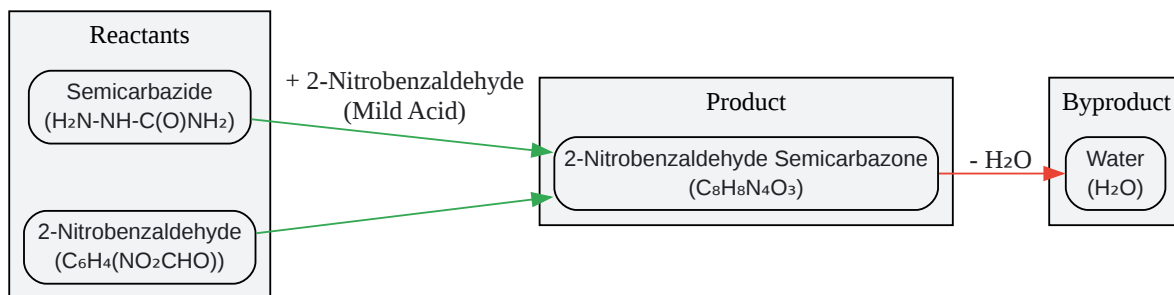 Reactants
Semicarbazide
(H₂N-NH-C(O)NH₂)
2-Nitrobenzaldehyde
(C₆H₄(NO₂CHO))
+ 2-Nitrobenzaldehyde
(Mild Acid)
Product
2-Nitrobenzaldehyde Semicarbazone
(C₈H₈N₄O₃)
- H₂O
Byproduct
Water
(H₂O)